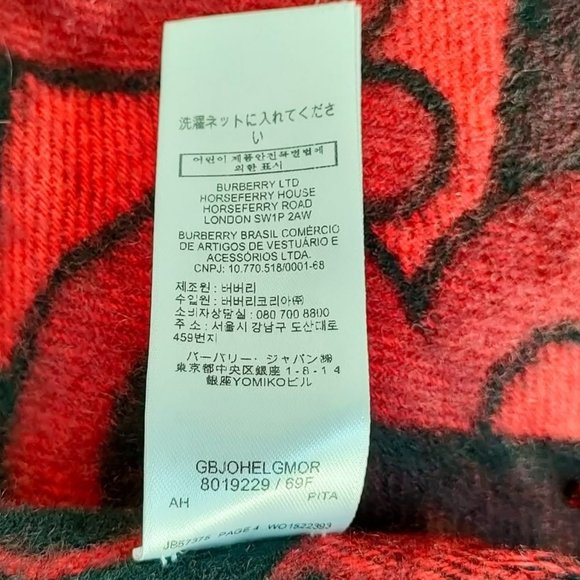 洗濯ネットに入れてくださ
い
어린이 제품안전특별법에
의한 표시
BURBERRY LTD
HORSEFERRY HOUSE
HORSEFERRY ROAD
LONDON SW1P 2AW
BURBERRY BRASIL COMÉRCIO
DE ARTIGOS DE VESTUÁRIO E
ACESSÓRIOS LTDA.
CNPJ: 10.770.518/0001-68
제조원 : 버버리
수입원 : 버버리코리아㈜
소비자상담실 : 080 700 8800
주 소 : 서울시 강남구 도산대로
459번지
バーバリー・ジャパン㈱
東京都中央区銀座 1-8-14
銀座YOMIKOビル
GBJOHELGMOR
8019229 / 69F
AH PITA
JB57375 PAGE 4 WO1522393